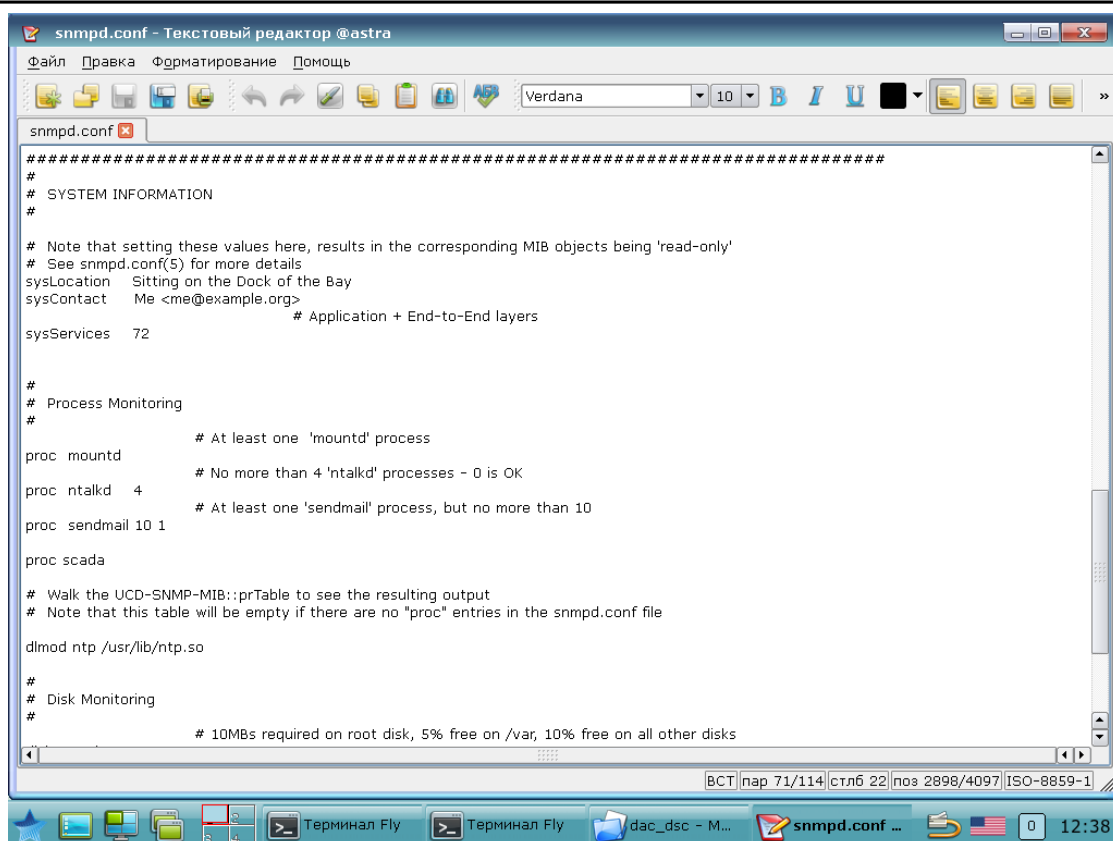 snmpd.conf - Текстовый редактор @astra
Файл Правка Форматирование Помощь
АБВ Verdana 10 B I U »
snmpd.conf
###############################################################################
#
#  SYSTEM INFORMATION
#
#  Note that setting these values here, results in the corresponding MIB objects being 'read-only'
#  See snmpd.conf(5) for more details
sysLocation    Sitting on the Dock of the Bay
sysContact     Me <me@example.org>
# Application + End-to-End layers
sysServices    72
#
#  Process Monitoring
#
# At least one  'mountd' process
proc  mountd
# No more than 4 'ntalkd' processes - 0 is OK
proc  ntalkd    4
# At least one 'sendmail' process, but no more than 10
proc  sendmail 10 1
proc scada
#  Walk the UCD-SNMP-MIB::prTable to see the resulting output
#  Note that this table will be empty if there are no "proc" entries in the snmpd.conf file
dlmod ntp /usr/lib/ntp.so
#
#  Disk Monitoring
#
# 10MBs required on root disk, 5% free on /var, 10% free on all other disks
ВСТ пар 71/114 стлб 22 поз 2898/4097 ISO-8859-1
2 3 4 Терминал Fly Терминал Fly dac_dsc - М... snmpd.conf ... 0 12:38